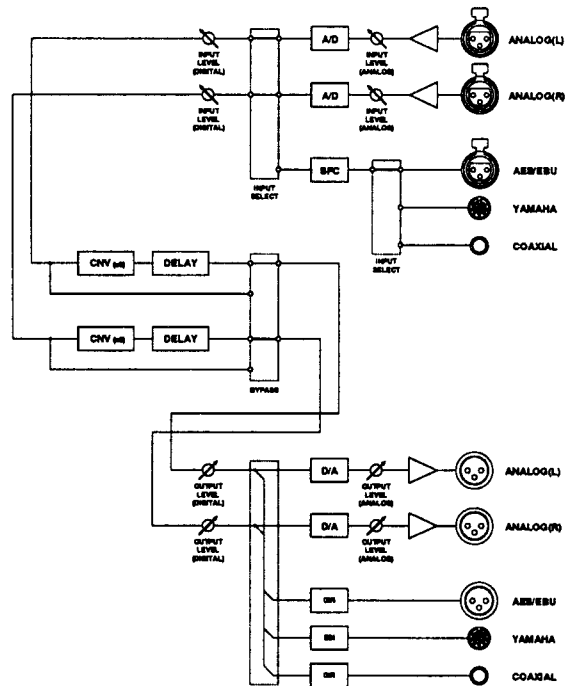 A/D
ANALOG(L)
INPUT
LEVEL
(DIGITAL)
INPUT
LEVEL
(ANALOG)
A/D
ANALOG(R)
INPUT
LEVEL
(DIGITAL)
INPUT
LEVEL
(ANALOG)
SFC
AES/EBU
INPUT
SELECT
YAMAHA
COAXIAL
INPUT
SELECT
CNV
DELAY
CNV
DELAY
BYPASS
D/A
ANALOG(L)
OUTPUT
LEVEL
(DIGITAL)
OUTPUT
LEVEL
(ANALOG)
D/A
ANALOG(R)
OUTPUT
LEVEL
(DIGITAL)
OUTPUT
LEVEL
(ANALOG)
AES/EBU
YAMAHA
COAXIAL